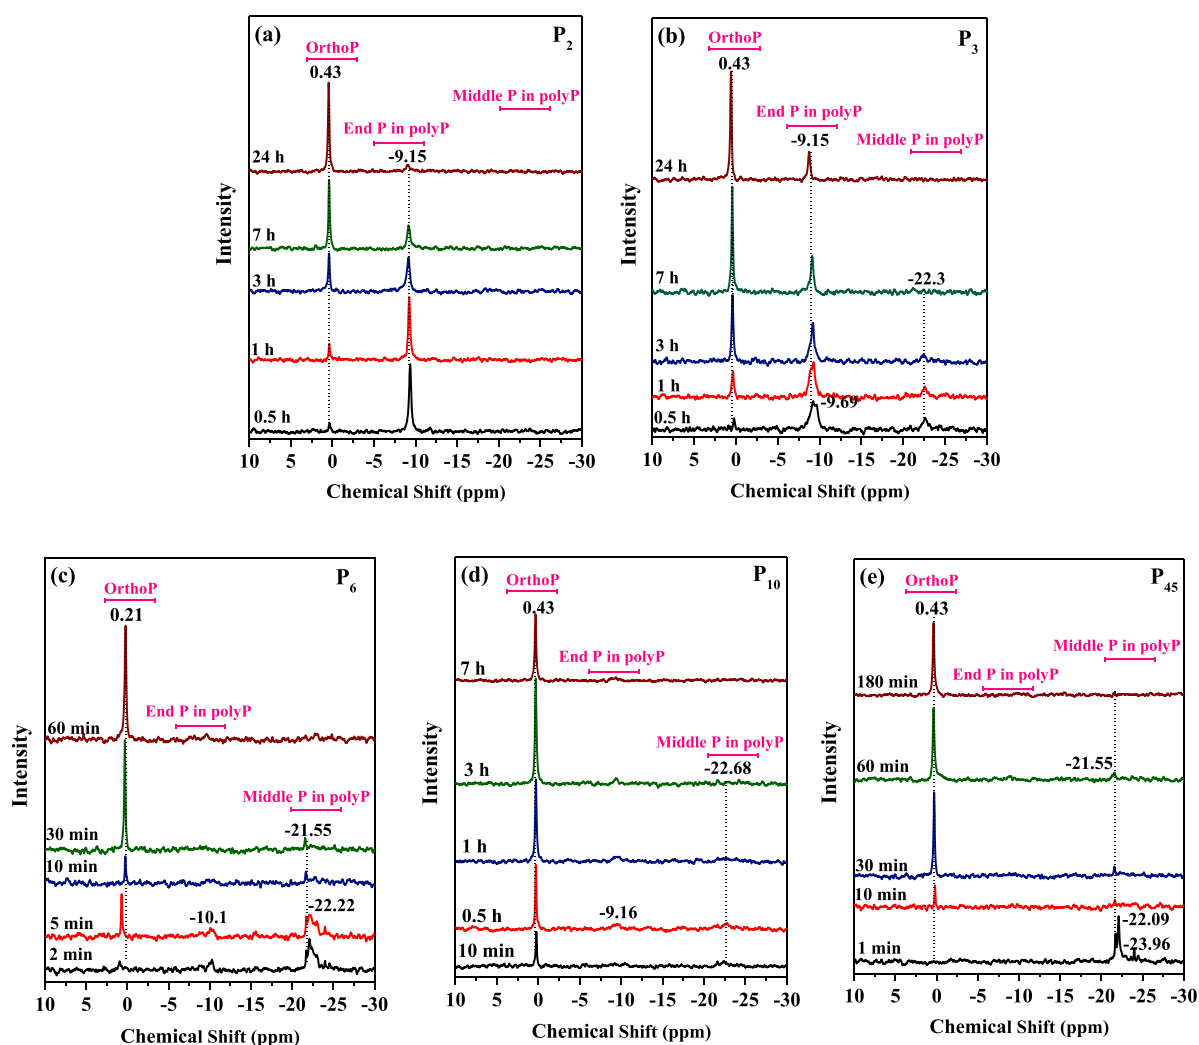 (a)
P2
OrthoP
0.43
Middle P in polyP
End P in polyP
-9.15
24 h
7 h
3 h
1 h
0.5 h
Intensity
10 5 0 -5 -10 -15 -20 -25 -30
Chemical Shift (ppm)
(b)
P3
OrthoP
0.43
End P in polyP
-9.15
Middle P in polyP
24 h
7 h
-22.3
3 h
1 h
-9.69
0.5 h
Intensity
10 5 0 -5 -10 -15 -20 -25 -30
Chemical Shift (ppm)
(c)
P6
OrthoP
0.21
End P in polyP
60 min
Middle P in polyP
30 min
-21.55
10 min
-22.22
5 min
-10.1
2 min
Intensity
10 5 0 -5 -10 -15 -20 -25 -30
Chemical Shift (ppm)
(d)
P10
OrthoP
0.43
7 h
End P in polyP
Middle P in polyP
3 h
-22.68
1 h
0.5 h
-9.16
10 min
Intensity
10 5 0 -5 -10 -15 -20 -25 -30
Chemical Shift (ppm)
(e)
P45
OrthoP
0.43
Middle P in polyP
180 min
End P in polyP
60 min
-21.55
30 min
10 min
-22.09
1 min
-23.96
Intensity
10 5 0 -5 -10 -15 -20 -25 -30
Chemical Shift (ppm)